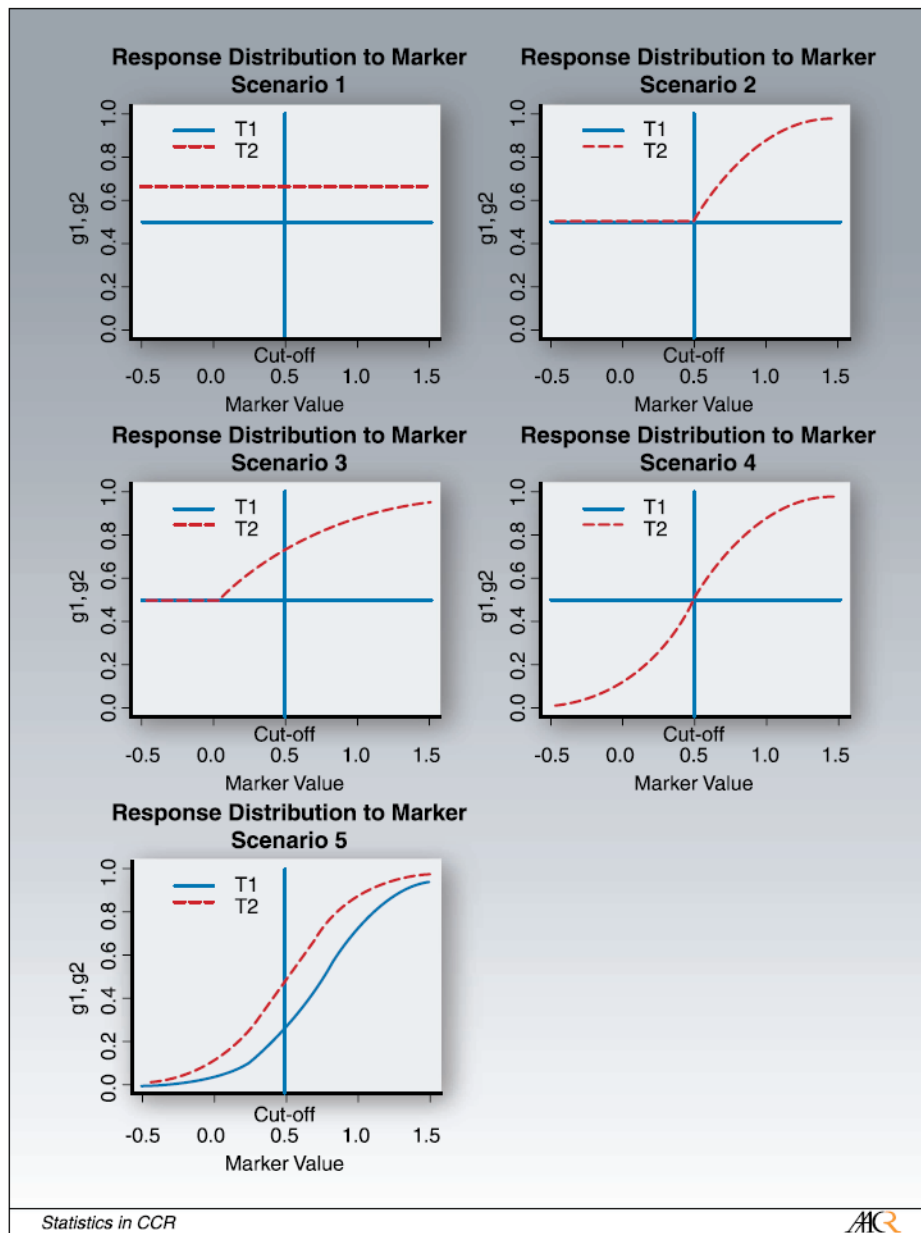 Response Distribution to Marker
Scenario 1
T1
T2
g1, g2
0.0 0.2 0.4 0.6 0.8 1.0
Cut-off
-0.5 0.0 0.5 1.0 1.5
Marker Value
Response Distribution to Marker
Scenario 2
T1
T2
g1, g2
0.0 0.2 0.4 0.6 0.8 1.0
Cut-off
-0.5 0.0 0.5 1.0 1.5
Marker Value
Response Distribution to Marker
Scenario 3
T1
T2
g1, g2
0.0 0.2 0.4 0.6 0.8 1.0
Cut-off
-0.5 0.0 0.5 1.0 1.5
Marker Value
Response Distribution to Marker
Scenario 4
T1
T2
g1, g2
0.0 0.2 0.4 0.6 0.8 1.0
Cut-off
-0.5 0.0 0.5 1.0 1.5
Marker Value
Response Distribution to Marker
Scenario 5
T1
T2
g1, g2
0.0 0.2 0.4 0.6 0.8 1.0
Cut-off
-0.5 0.0 0.5 1.0 1.5
Marker Value
Statistics in CCR
AACR